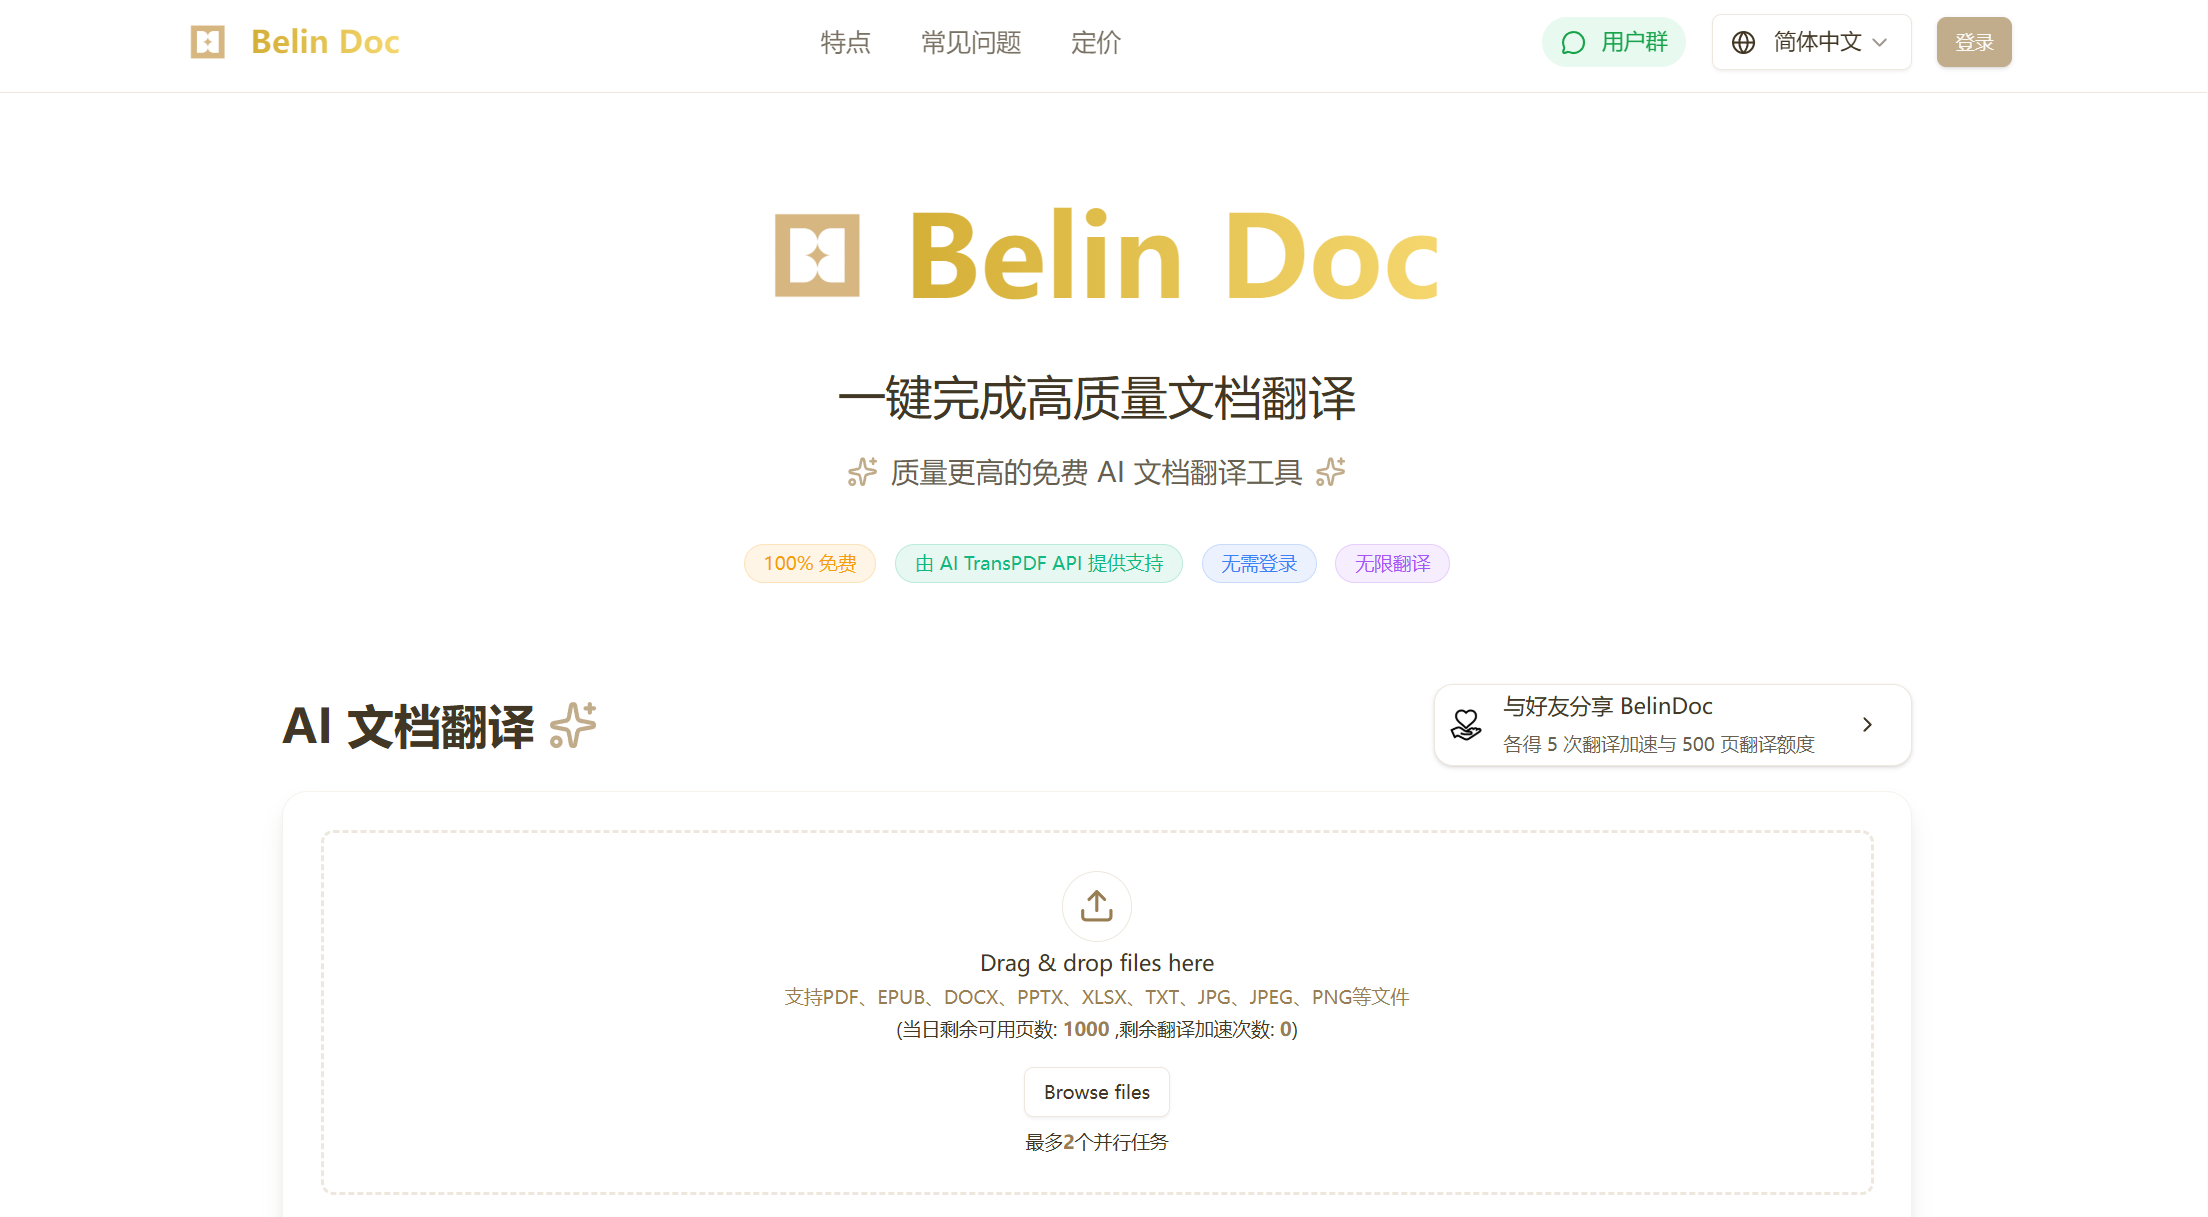 Belin Doc
特点 常见问题 定价
用户群
简体中文
登录
Belin Doc
一键完成高质量文档翻译
质量更高的免费 AI 文档翻译工具
100% 免费 由 AI TransPDF API 提供支持 无需登录 无限翻译
AI 文档翻译
与好友分享 BelinDoc
各得 5 次翻译加速与 500 页翻译额度
Drag & drop files here
支持PDF、EPUB、DOCX、PPTX、XLSX、TXT、JPG、JPEG、PNG等文件
(当日剩余可用页数: 1000 ,剩余翻译加速次数: 0)
Browse files
最多2个并行任务